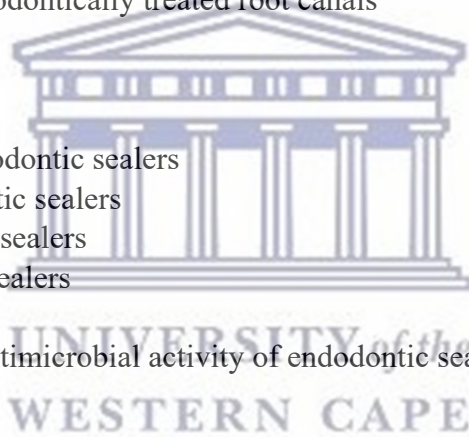 odontically treated root canals
odontic sealers
tic sealers
sealers
ealers
UNIVERSITY of the
timicrobial activity of endodontic sea
WESTERN CAPE